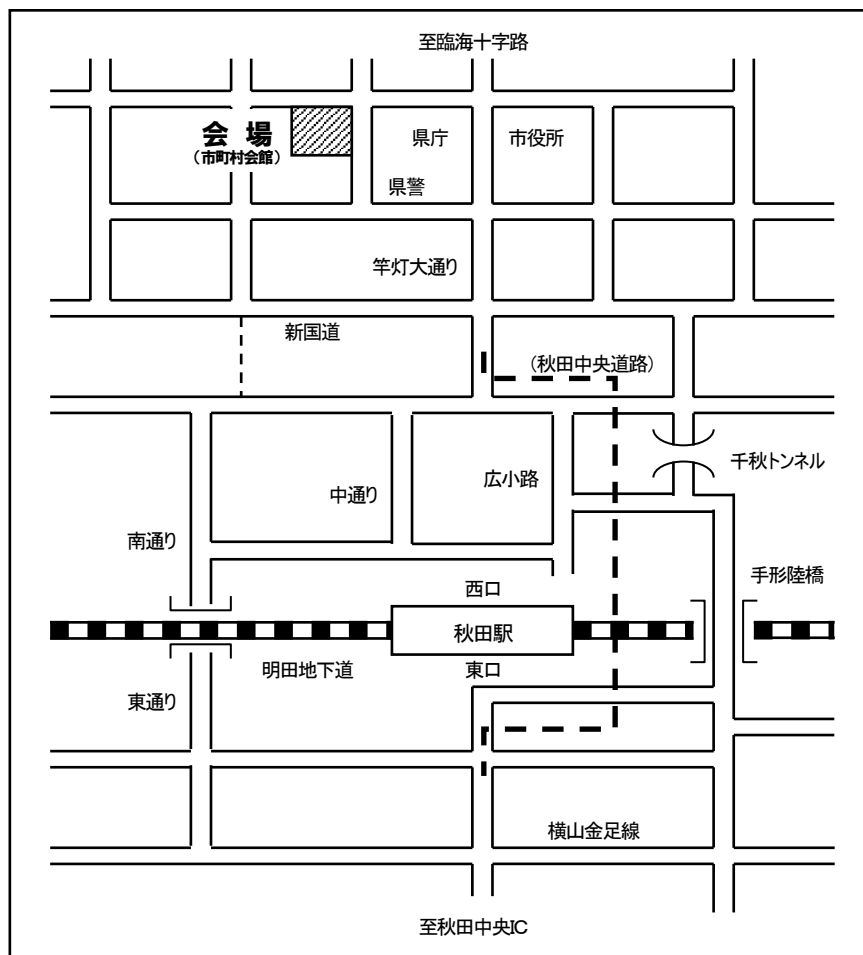 至臨海十字路
会 場
(市町村会館)
県庁
市役所
県警
竿灯大通り
新国道
(秋田中央道路)
千秋トンネル
広小路
中通り
南通り
手形陸橋
西口
秋田駅
明田地下道
東口
東通り
横山金足線
至秋田中央IC